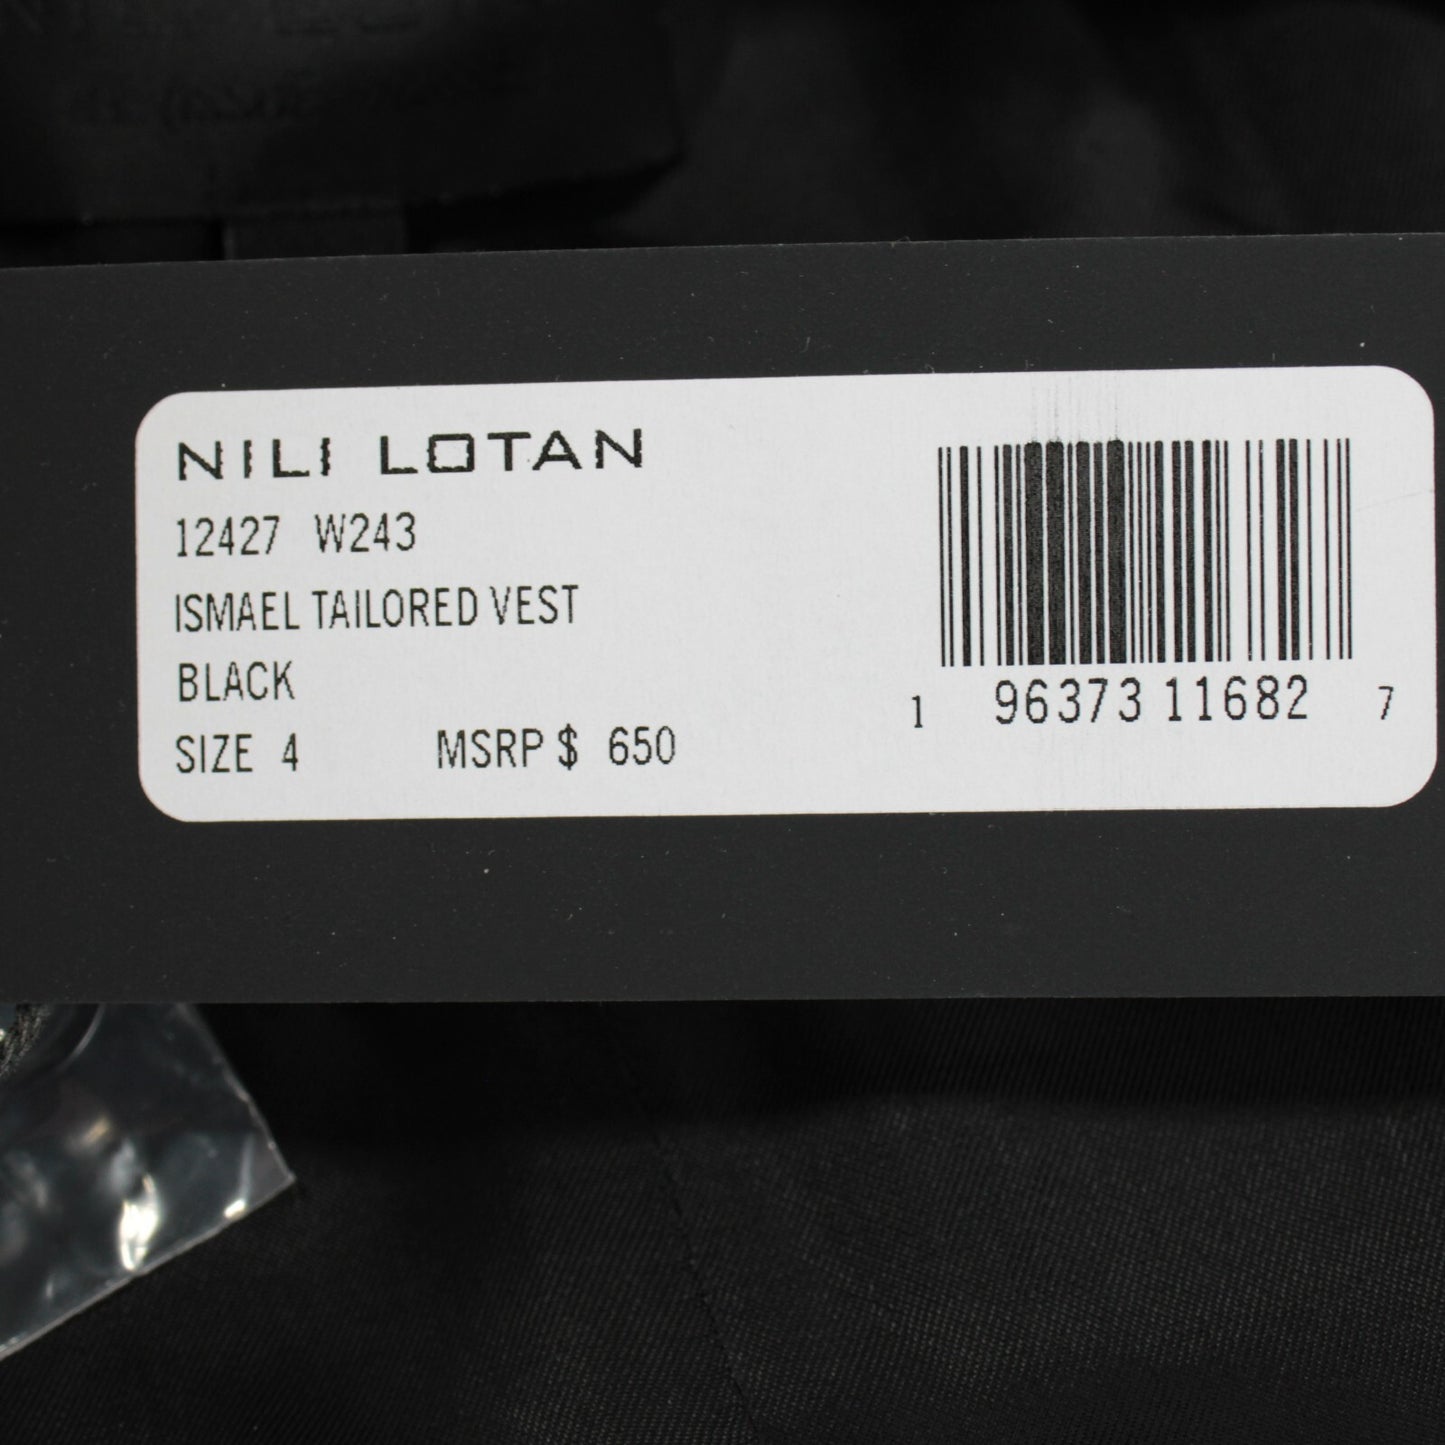 NILI LOTAN
12427 W243
ISMAEL TAILORED VEST
BLACK
SIZE 4 MSRP $ 650
1 96373 11682 7